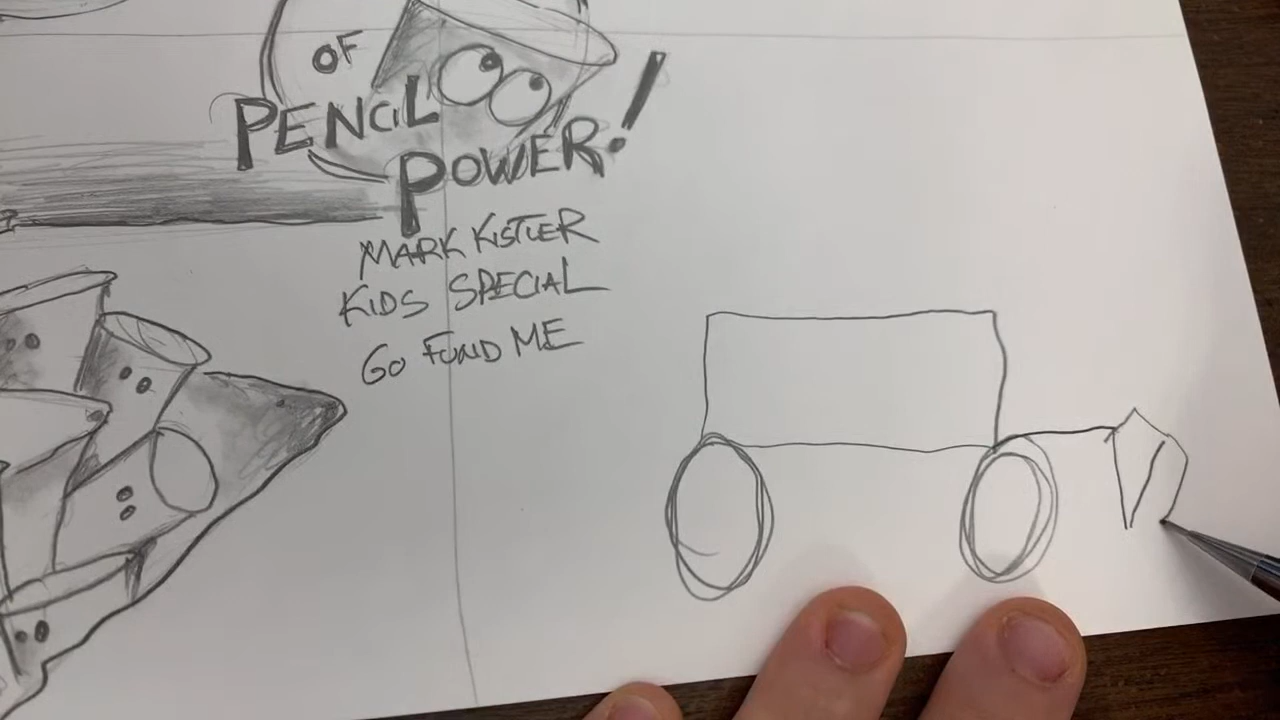 OF
PENCIL
POWER!
MARK KISTLER
KIDS SPECIAL
GO FUND ME